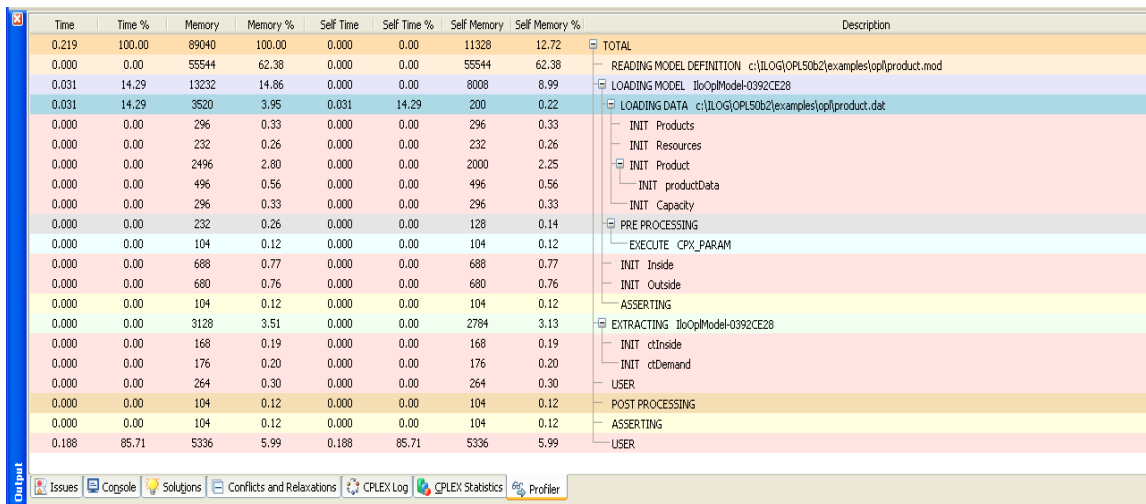 Time Time % Memory Memory % Self Time Self Time % Self Memory Self Memory % Description
0.219 100.00 89040 100.00 0.000 0.00 11328 12.72 TOTAL
0.000 0.00 55544 62.38 0.000 0.00 55544 62.38 READING MODEL DEFINITION c:\ILOG\OPL50b2\examples\opl\product.mod
0.031 14.29 13232 14.86 0.000 0.00 8008 8.99 LOADING MODEL IloOplModel-0392CE28
0.031 14.29 3520 3.95 0.031 14.29 200 0.22 LOADING DATA c:\ILOG\OPL50b2\examples\opl\product.dat
0.000 0.00 296 0.33 0.000 0.00 296 0.33 INIT Products
0.000 0.00 232 0.26 0.000 0.00 232 0.26 INIT Resources
0.000 0.00 2496 2.80 0.000 0.00 2000 2.25 INIT Product
0.000 0.00 496 0.56 0.000 0.00 496 0.56 INIT productData
0.000 0.00 296 0.33 0.000 0.00 296 0.33 INIT Capacity
0.000 0.00 232 0.26 0.000 0.00 128 0.14 PRE PROCESSING
0.000 0.00 104 0.12 0.000 0.00 104 0.12 EXECUTE CPX_PARAM
0.000 0.00 688 0.77 0.000 0.00 688 0.77 INIT Inside
0.000 0.00 680 0.76 0.000 0.00 680 0.76 INIT Outside
0.000 0.00 104 0.12 0.000 0.00 104 0.12 ASSERTING
0.000 0.00 3128 3.51 0.000 0.00 2784 3.13 EXTRACTING IloOplModel-0392CE28
0.000 0.00 168 0.19 0.000 0.00 168 0.19 INIT ctInside
0.000 0.00 176 0.20 0.000 0.00 176 0.20 INIT ctDemand
0.000 0.00 264 0.30 0.000 0.00 264 0.30 USER
0.000 0.00 104 0.12 0.000 0.00 104 0.12 POST PROCESSING
0.000 0.00 104 0.12 0.000 0.00 104 0.12 ASSERTING
0.188 85.71 5336 5.99 0.188 85.71 5336 5.99 USER
Output
Issues Console Solutions Conflicts and Relaxations CPLEX Log CPLEX Statistics Profiler